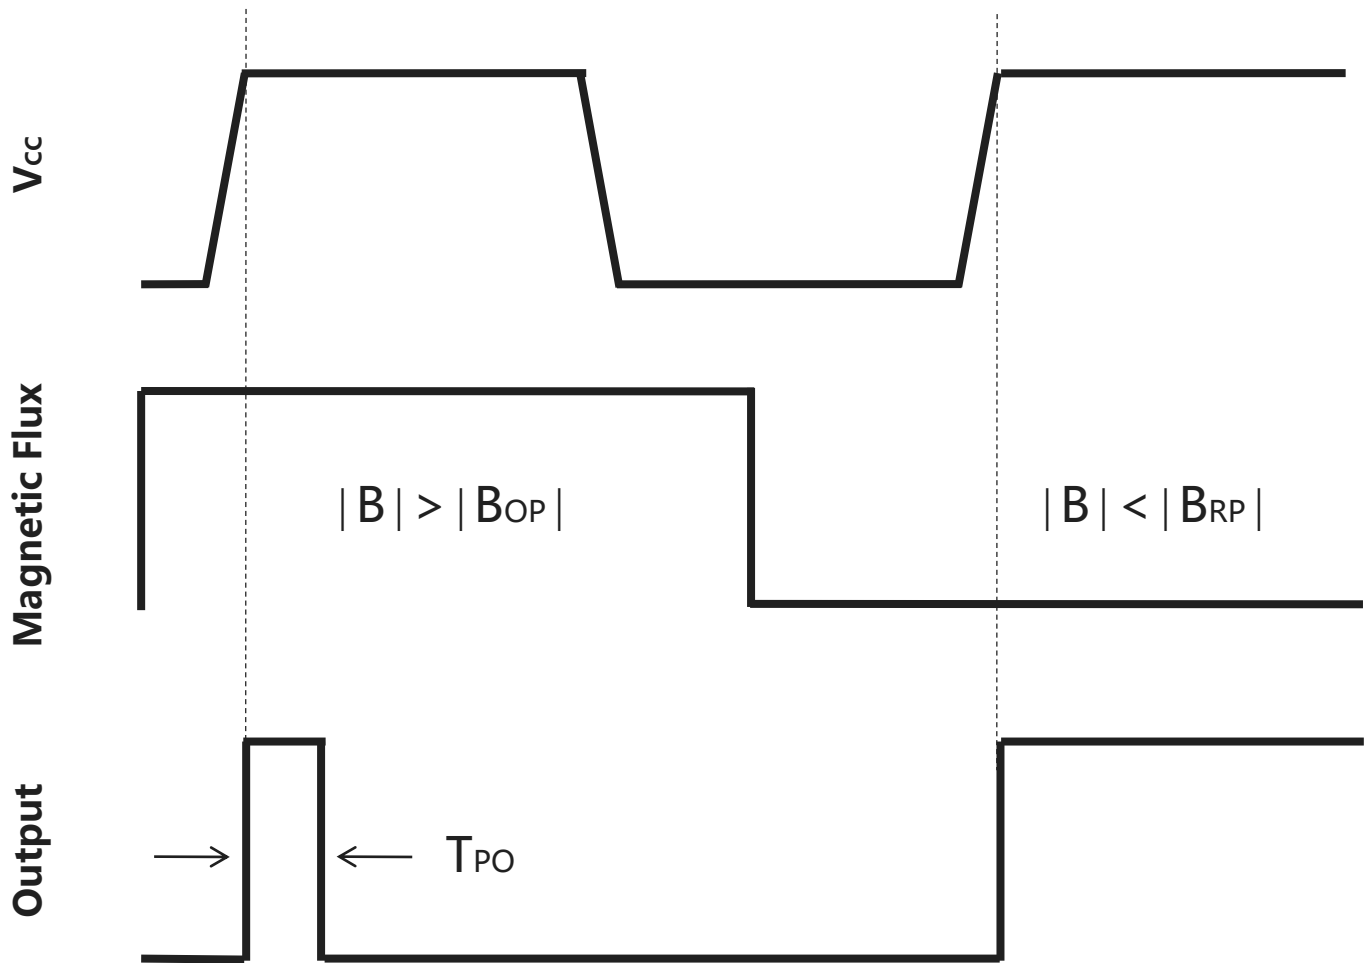 Vcc
Magnetic Flux
|B| > |BOP|
|B| < |BRP|
Output
TPO